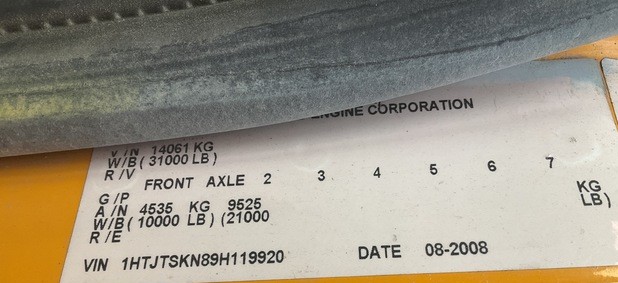 ENGINE CORPORATION
V/N 14061 KG
W/B ( 31000 LB )
R/V
FRONT AXLE 2 3 4 5 6 7
G/P KG
A/N 4535 KG 9525 LB)
W/B( 10000 LB) (21000
R/E
VIN 1HTJTSKN89H119920 DATE 08-2008